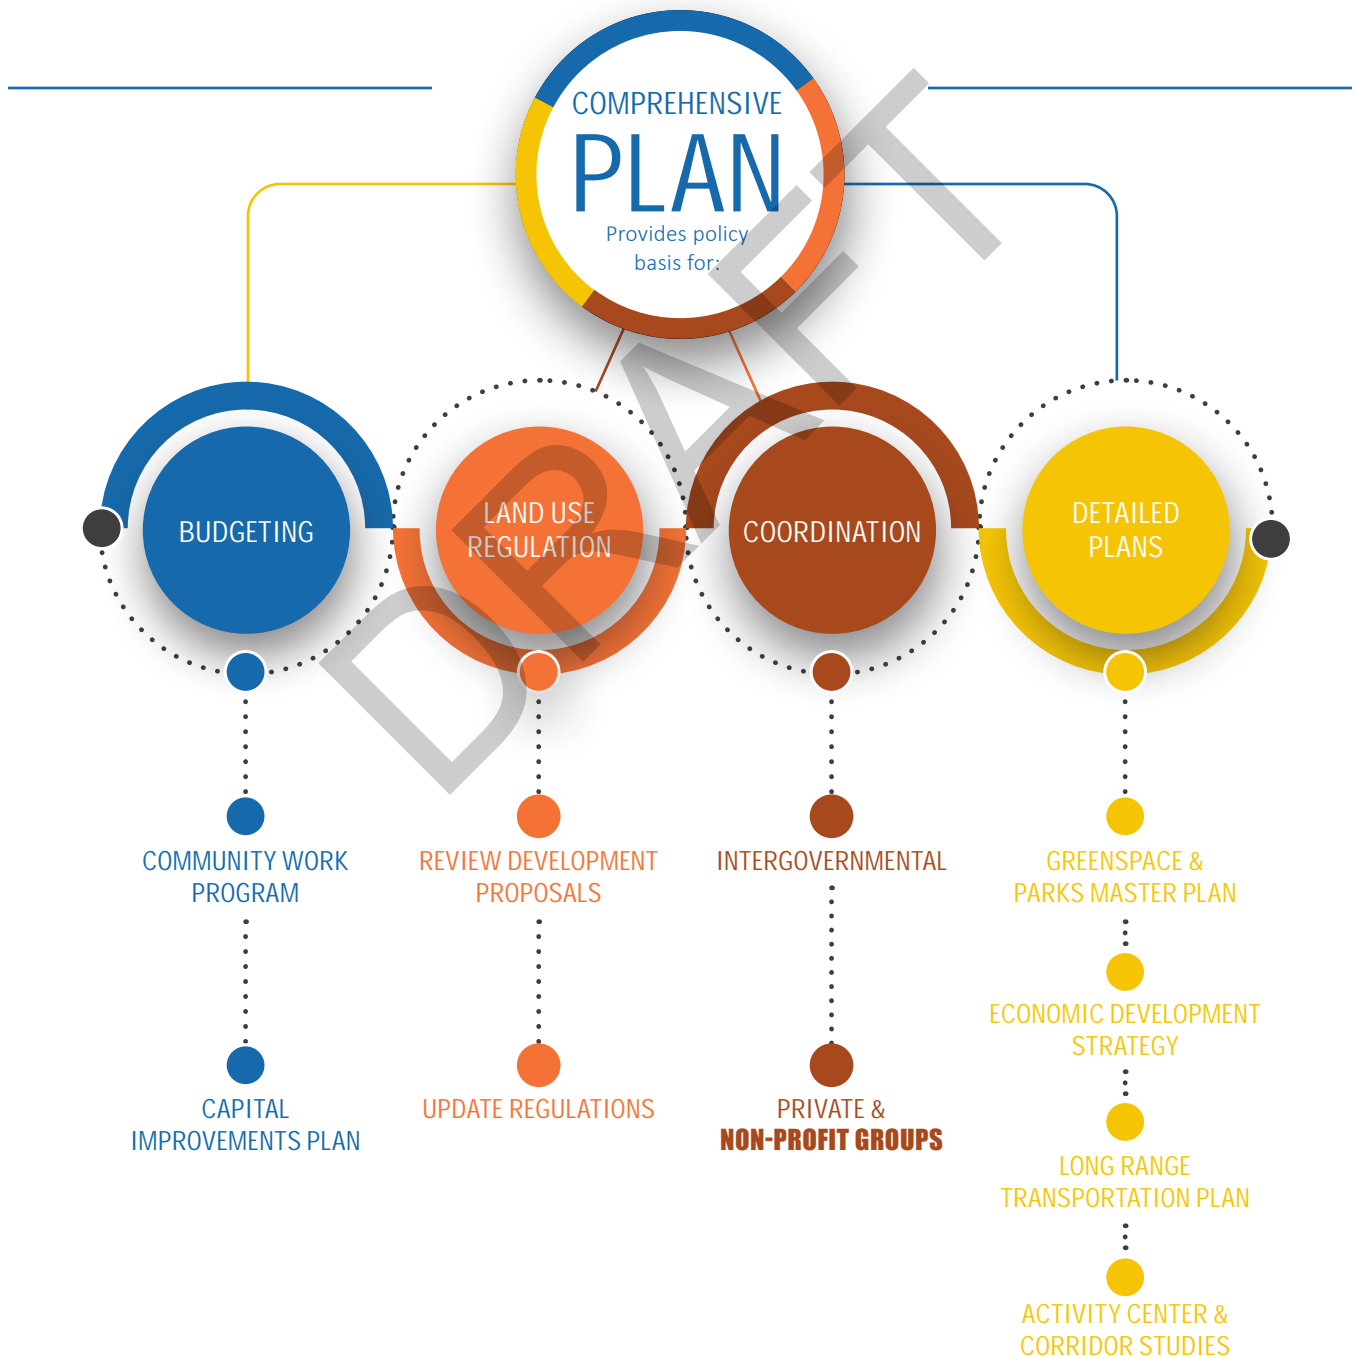 COMPREHENSIVE
PLAN
Provides policy
basis for:
DRAFT
BUDGETING
LAND USE
REGULATION
COORDINATION
DETAILED
PLANS
COMMUNITY WORK
PROGRAM
CAPITAL
IMPROVEMENTS PLAN
REVIEW DEVELOPMENT
PROPOSALS
UPDATE REGULATIONS
INTERGOVERNMENTAL
PRIVATE &
NON-PROFIT GROUPS
GREENSPACE &
PARKS MASTER PLAN
ECONOMIC DEVELOPMENT
STRATEGY
LONG RANGE
TRANSPORTATION PLAN
ACTIVITY CENTER &
CORRIDOR STUDIES